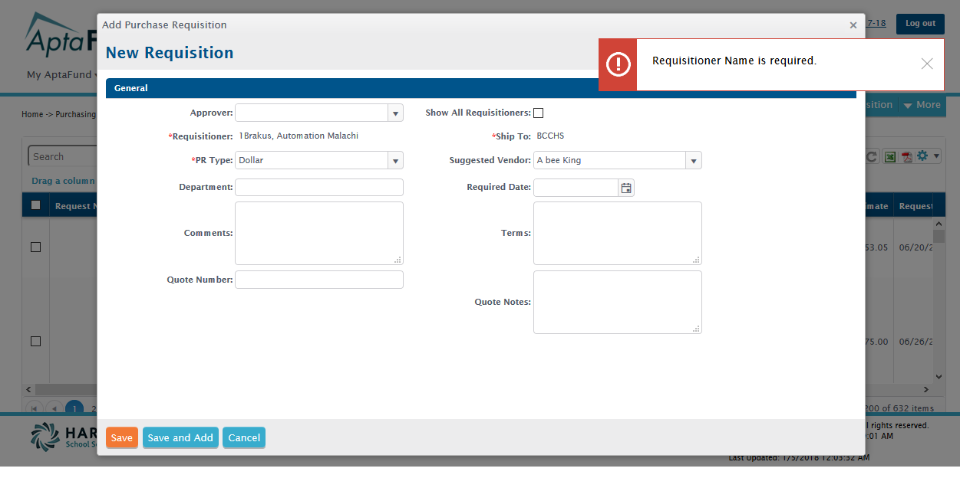 Add Purchase Requisition
×
7-18
Log out
AptaF
New Requisition
Requisitioner Name is required.
My AptaFund
General
sition
More
Home -> Purchasing
Approver:
Show All Requisitioners:
*Requisitioner: 1Brakus, Automation Malachi
*Ship To: BCCHS
Search
*PR Type: Dollar
Suggested Vendor: A bee King
Drag a column
Department:
Required Date:
Request N
mate
Request
Comments:
Terms:
53.05
06/20/2
Quote Number:
Quote Notes:
75.00
06/26/2
1
2
200 of 632 items
HAR
School S
Save
Save and Add
Cancel
l rights reserved.
:01 AM
Last Updated: 1/5/2018 12:03:52 AM